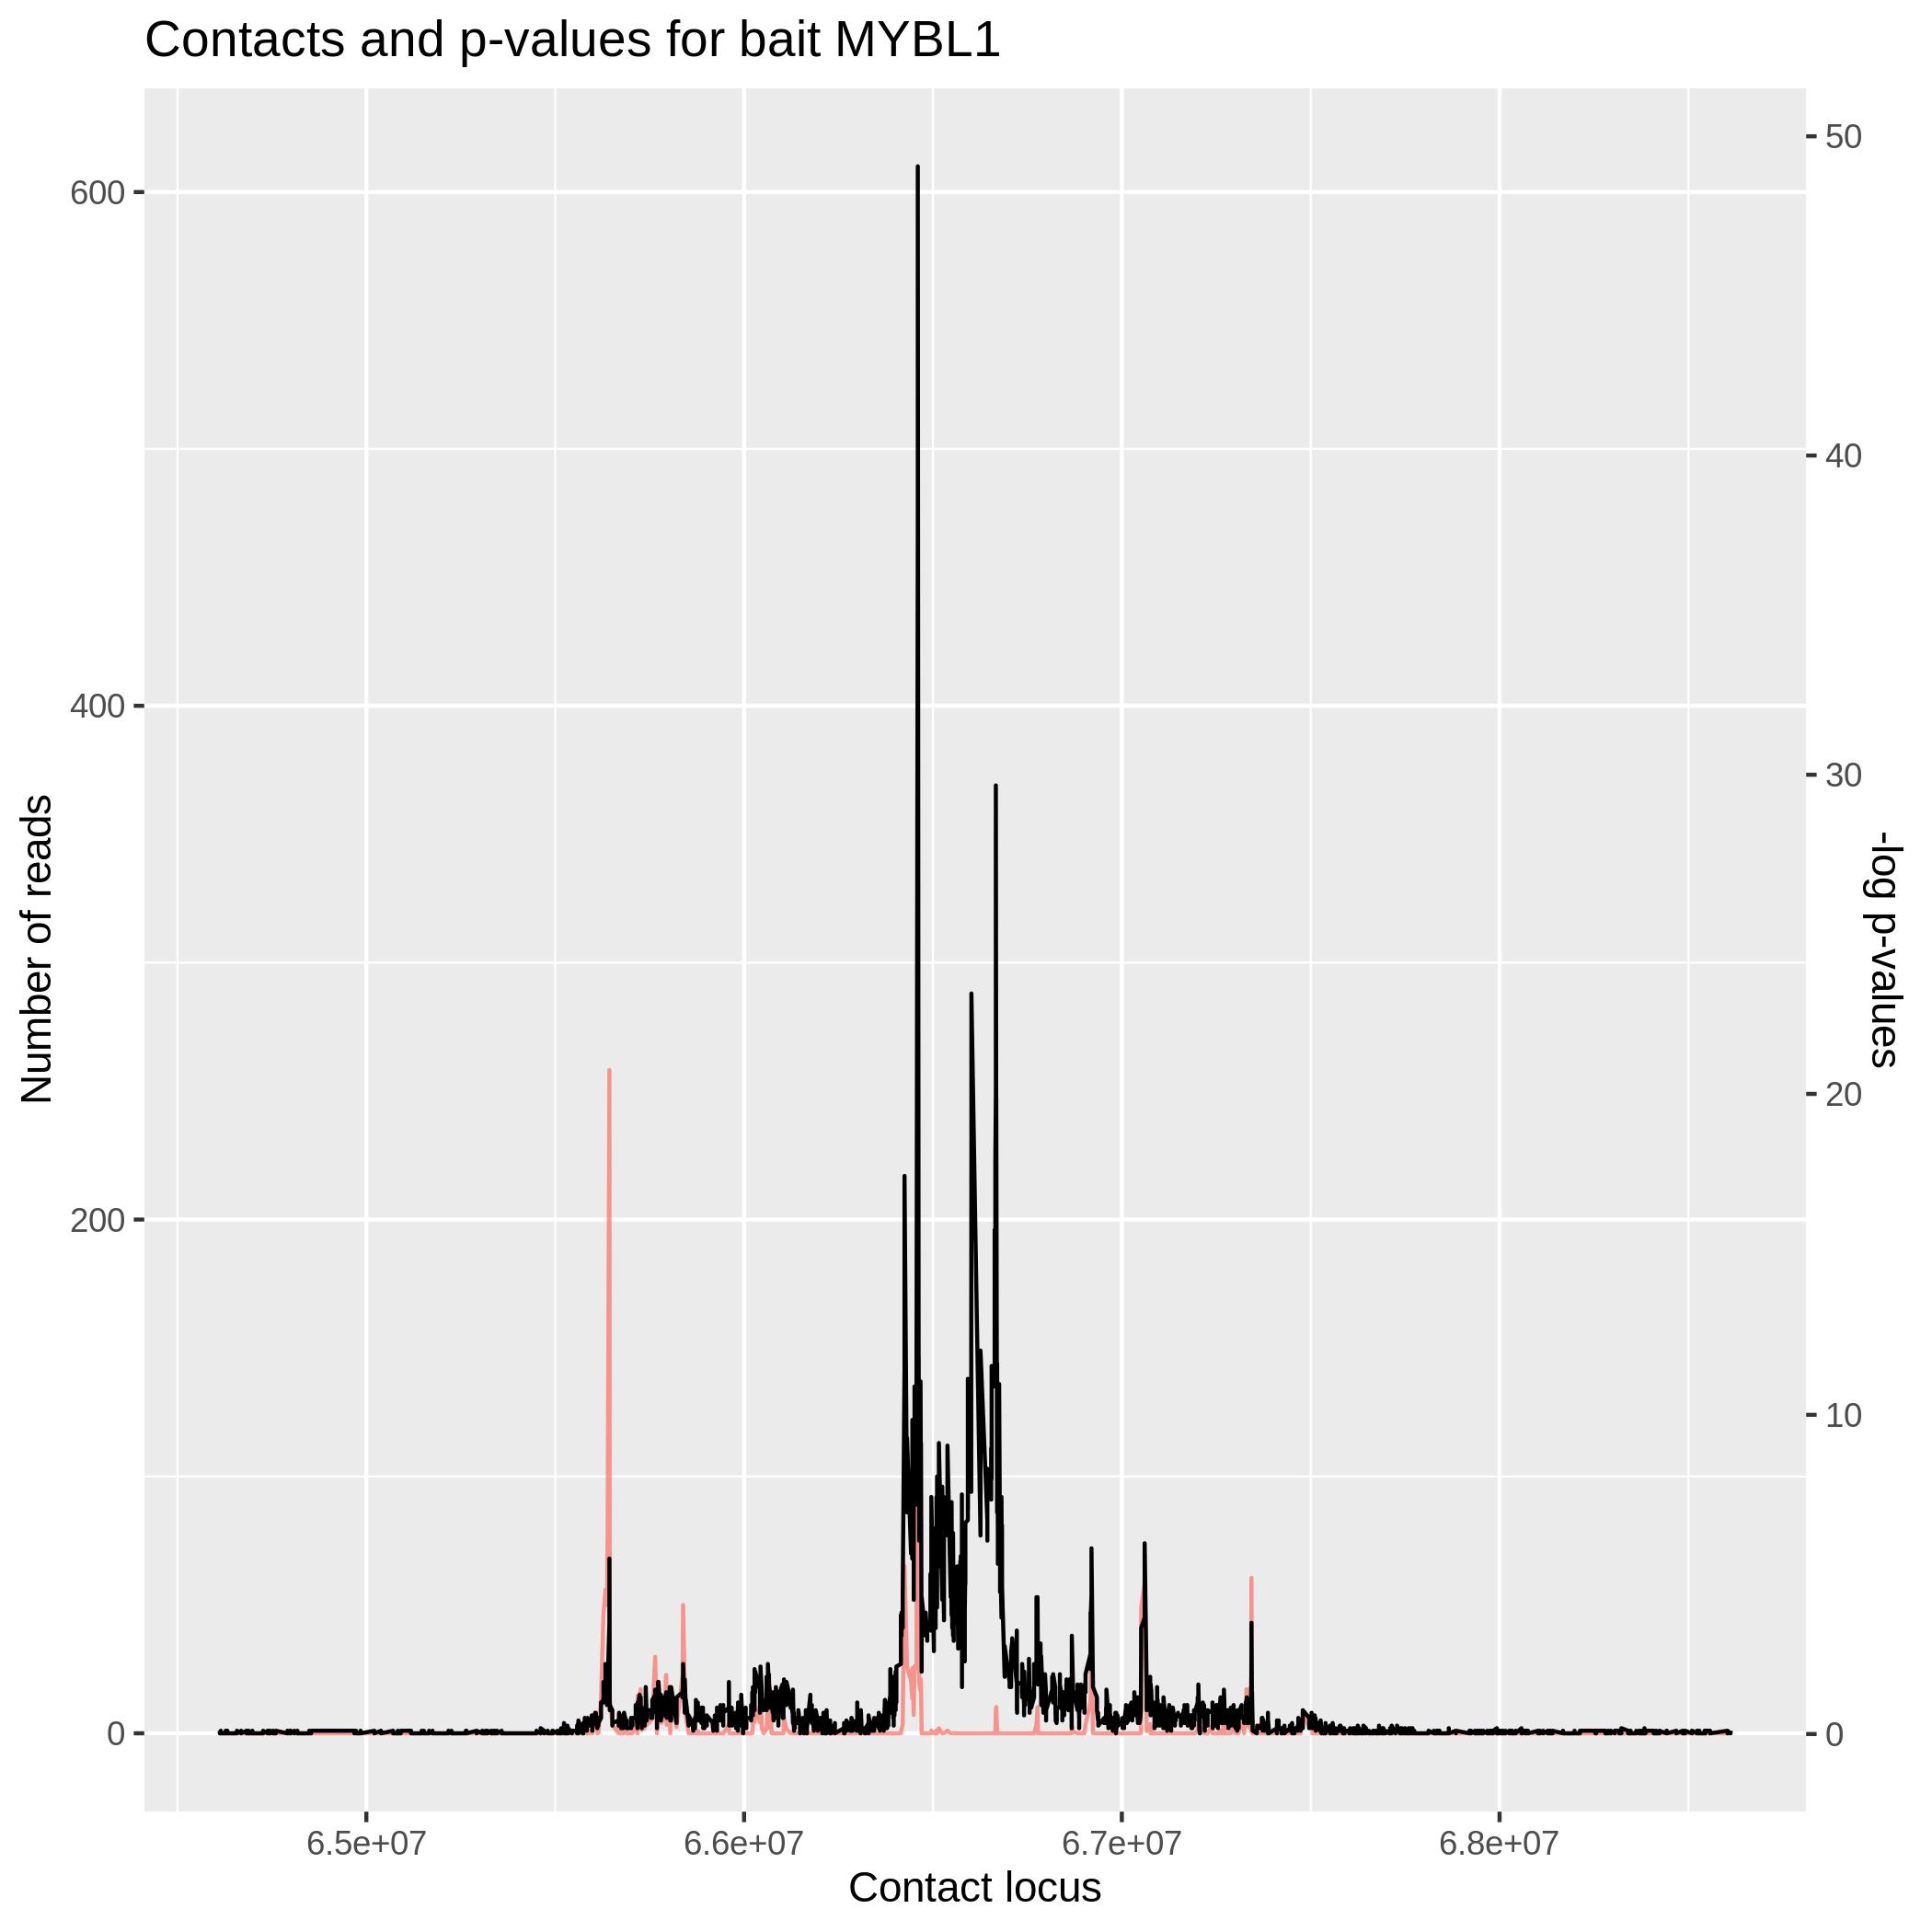 Contacts and p-values for bait MYBL1
600
400
200
0
50
40
30
20
10
0
Number of reads
-log p-values
6.5e+07
6.6e+07
6.7e+07
6.8e+07
Contact locus